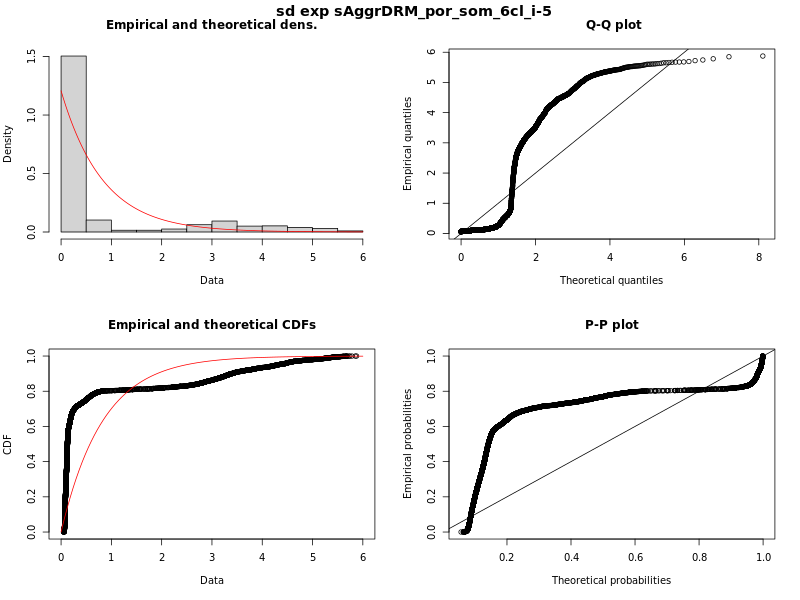 sd exp sAggrDRM_por_som_6cl_i-5
Empirical and theoretical dens.
Density
0.0 0.5 1.0 1.5
0 1 2 3 4 5 6
Data
Q-Q plot
Empirical quantiles
0 1 2 3 4 5 6
0 2 4 6 8
Theoretical quantiles
Empirical and theoretical CDFs
CDF
0.0 0.2 0.4 0.6 0.8 1.0
0 1 2 3 4 5 6
Data
P-P plot
Empirical probabilities
0.0 0.2 0.4 0.6 0.8 1.0
0.2 0.4 0.6 0.8 1.0
Theoretical probabilities